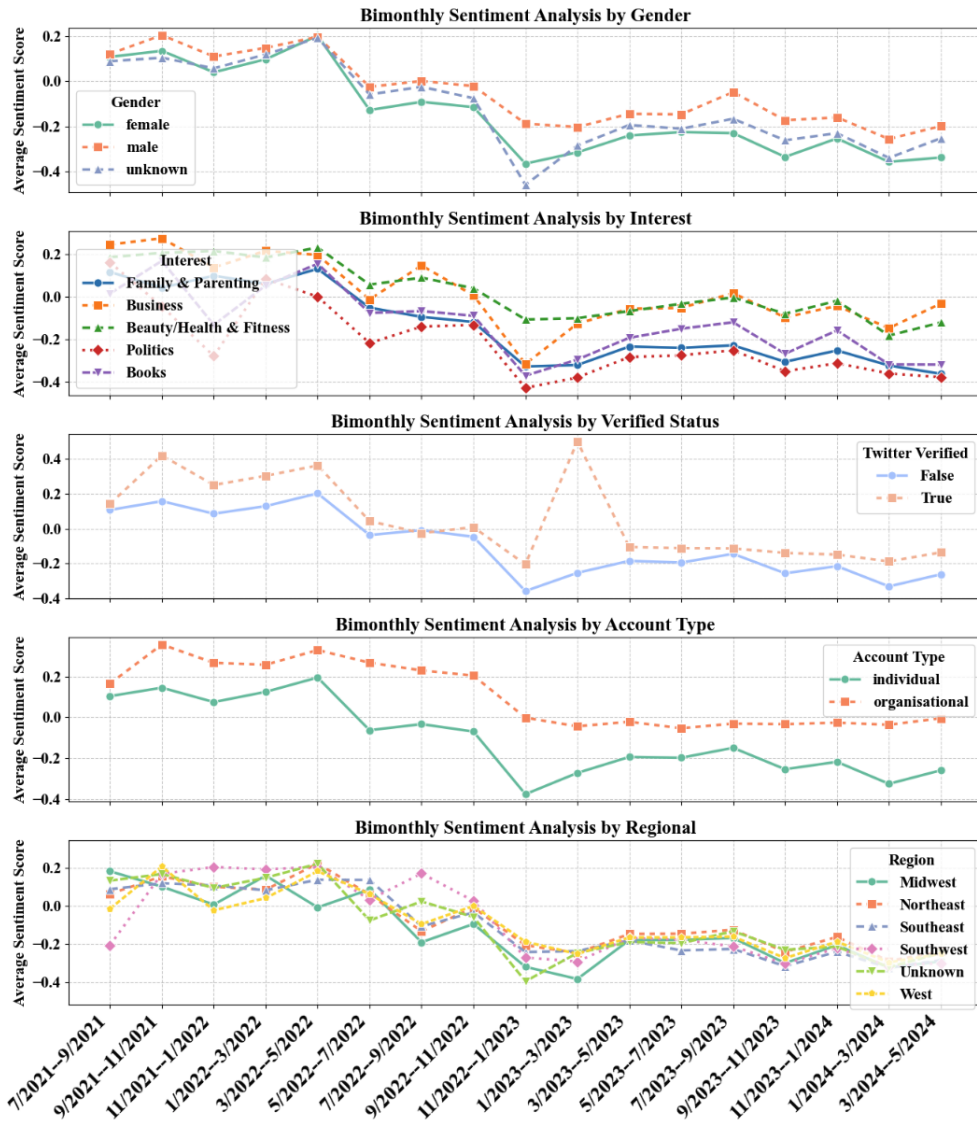 Bimonthly Sentiment Analysis by Gender
Average Sentiment Score
0.2
0.0
−0.2
−0.4
Gender
female
male
unknown
Bimonthly Sentiment Analysis by Interest
Average Sentiment Score
0.2
0.0
−0.2
−0.4
Interest
Family & Parenting
Business
Beauty/Health & Fitness
Politics
Books
Bimonthly Sentiment Analysis by Verified Status
Average Sentiment Score
0.4
0.2
0.0
−0.2
−0.4
Twitter Verified
False
True
Bimonthly Sentiment Analysis by Account Type
Average Sentiment Score
0.2
0.0
−0.2
−0.4
Account Type
individual
organisational
Bimonthly Sentiment Analysis by Regional
Average Sentiment Score
0.2
0.0
−0.2
−0.4
Region
Midwest
Northeast
Southeast
Southwest
Unknown
West
7/2021–9/2021
9/2021–11/2021
11/2021–1/2022
1/2022–3/2022
3/2022–5/2022
5/2022–7/2022
7/2022–9/2022
9/2022–11/2022
11/2022–1/2023
1/2023–3/2023
3/2023–5/2023
5/2023–7/2023
7/2023–9/2023
9/2023–11/2023
11/2023–1/2024
1/2024–3/2024
3/2024–5/2024